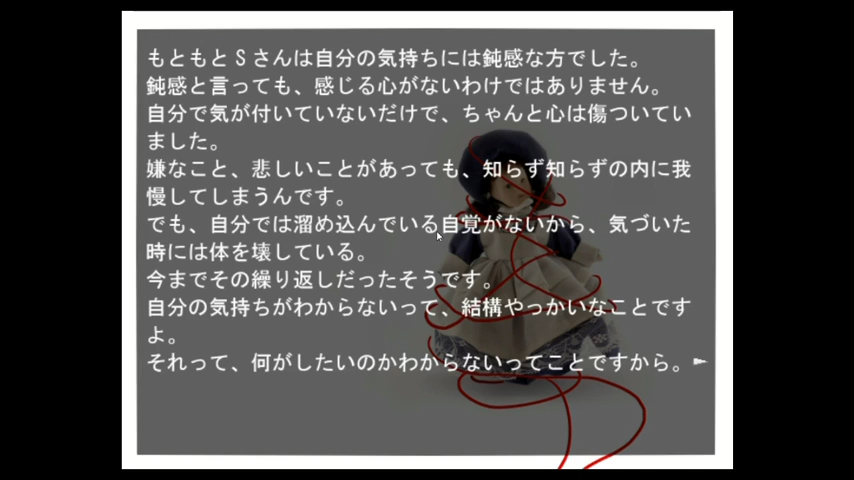 もともとＳさんは自分の気持ちには鈍感な方でした。
鈍感と言っても、感じる心がないわけではありません。
自分で気が付いていないだけで、ちゃんと心は傷ついてい
ました。
嫌なこと、悲しいことがあっても、知らず知らずの内に我
慢してしまうんです。
でも、自分では溜め込んでいる自覚がないから、気づいた
時には体を壊している。
今までその繰り返しだったそうです。
自分の気持ちがわからないって、結構やっかいなことです
よ。
それって、何がしたいのかわからないってことですから。